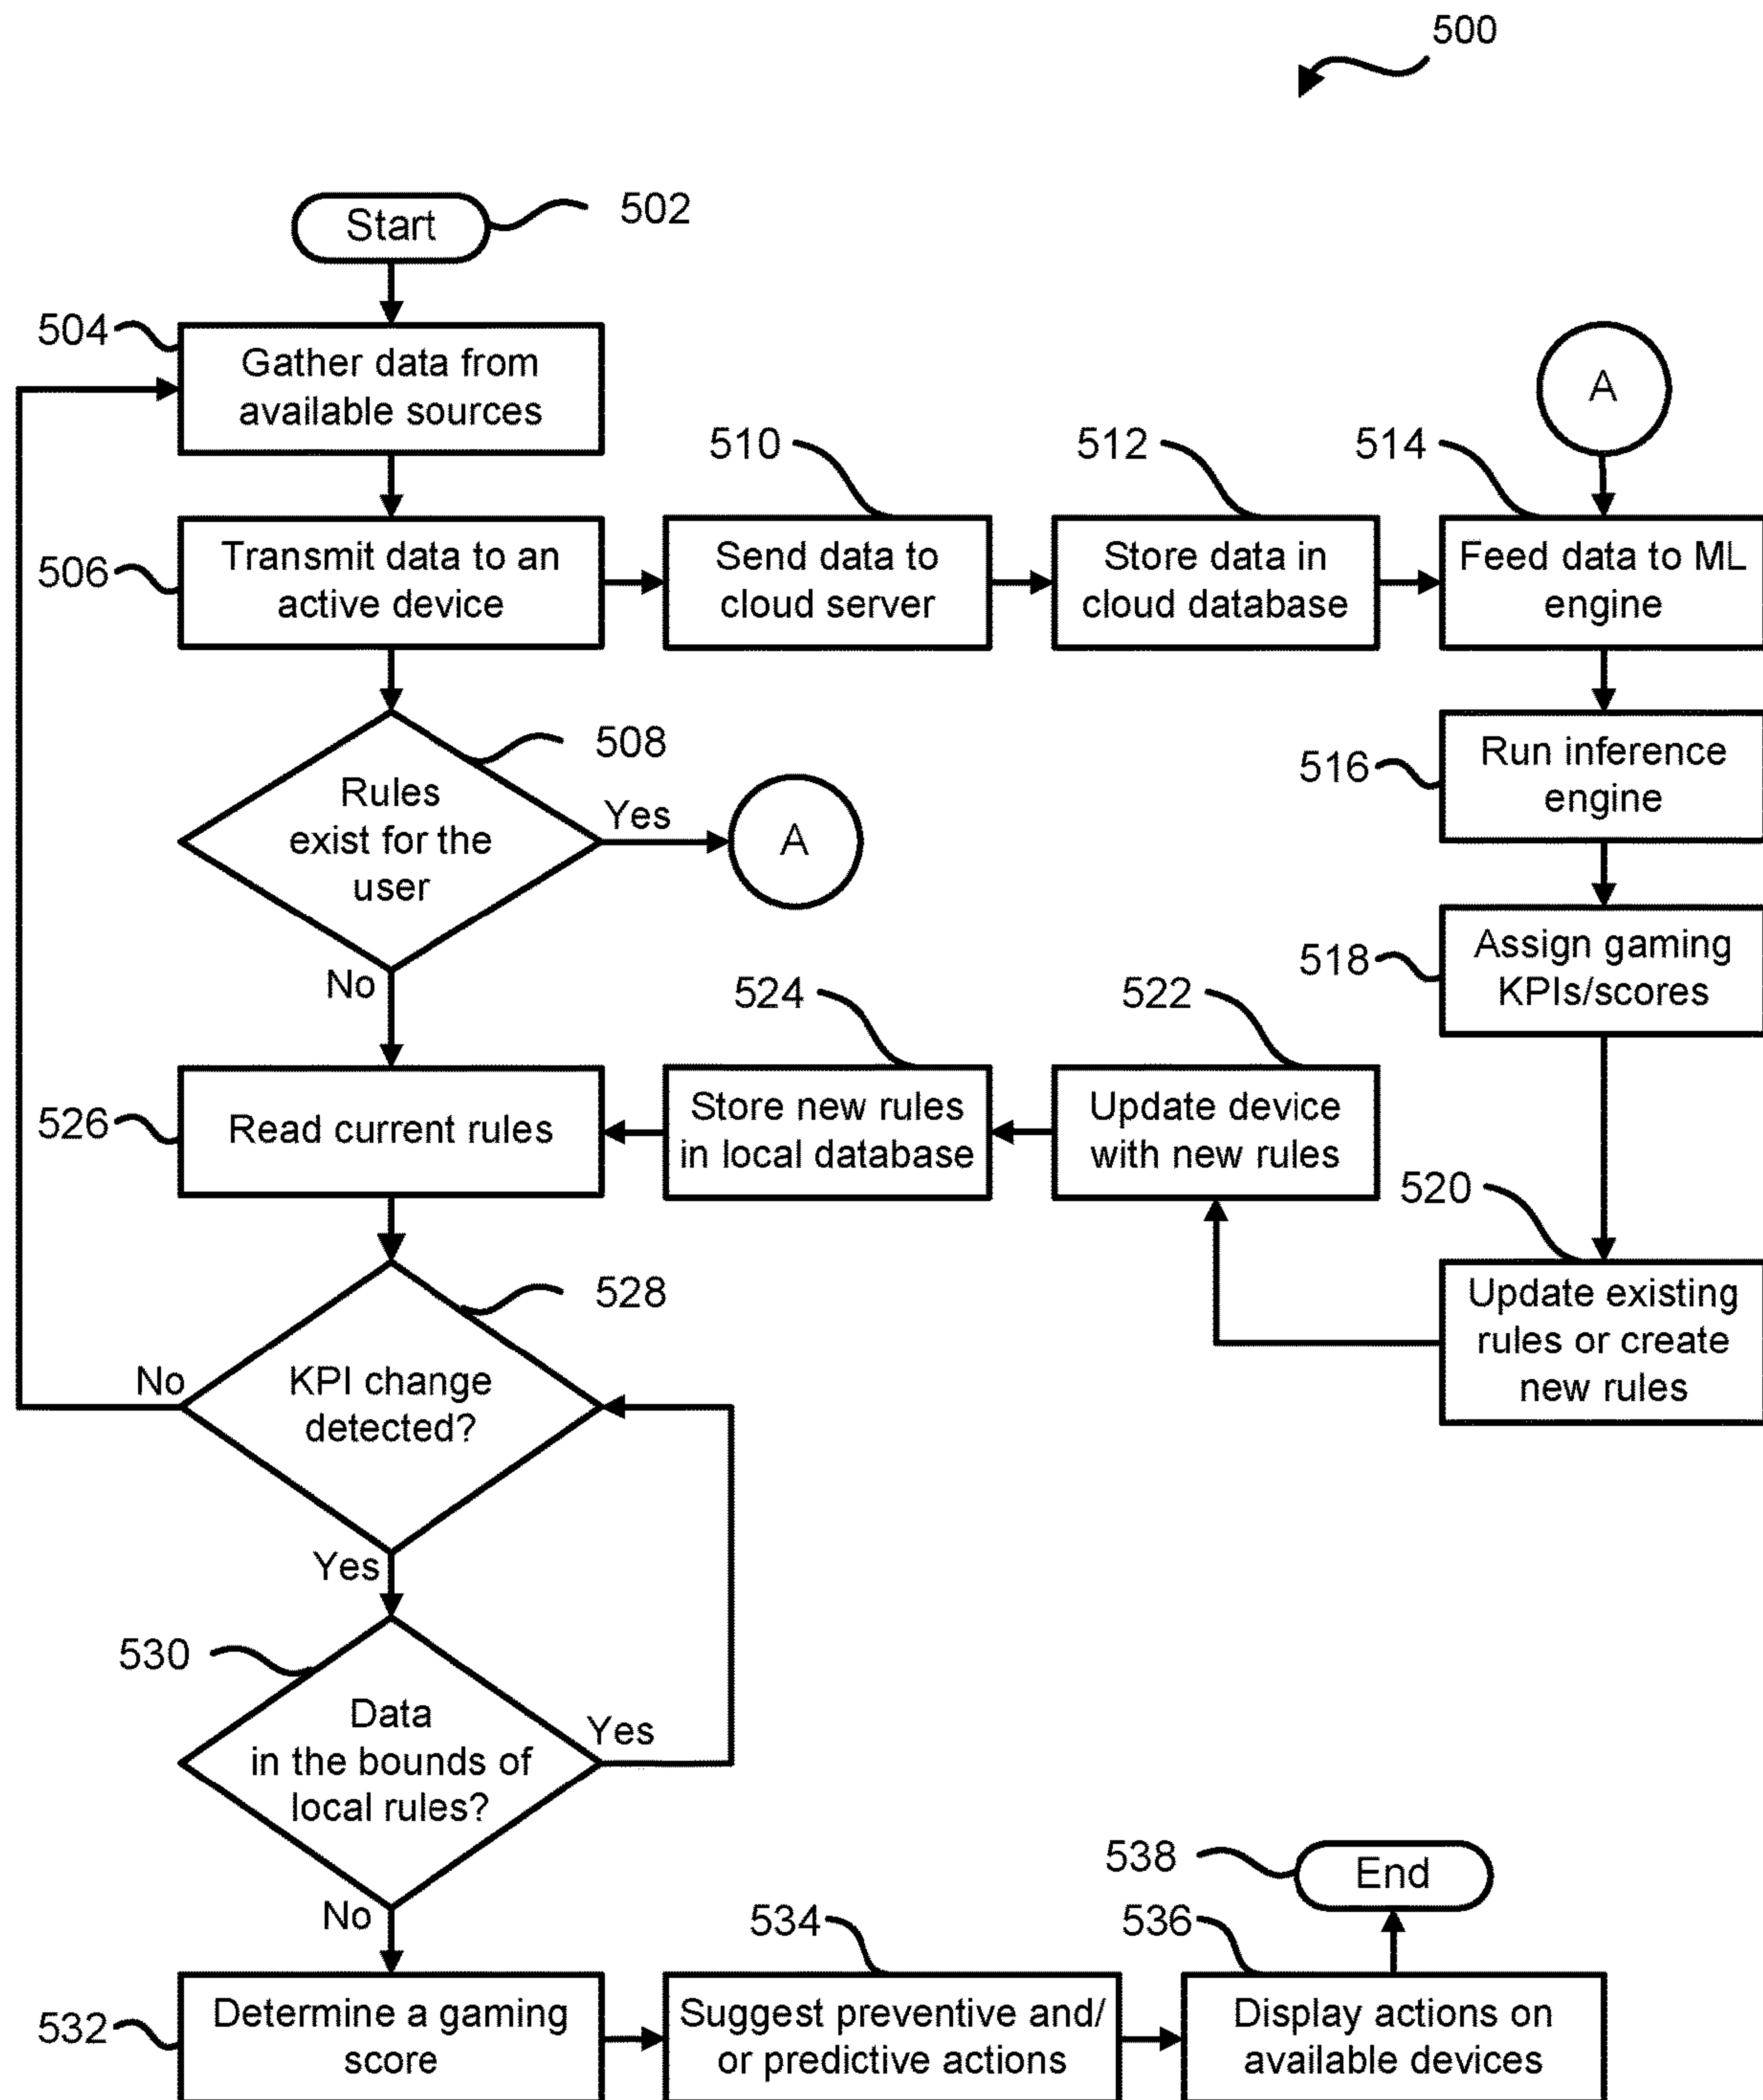 500
Start
502
504
Gather data from
available sources
A
510
512
514
506
Transmit data to an
active device
Send data to
cloud server
Store data in
cloud database
Feed data to ML
engine
508
Rules
exist for the
user
Yes
A
No
516
Run inference
engine
518
Assign gaming
KPIs/scores
524
522
526
Read current rules
Store new rules
in local database
Update device
with new rules
520
Update existing
rules or create
new rules
528
KPI change
detected?
No
Yes
530
Data
in the bounds of
local rules?
Yes
No
538
End
534
536
532
Determine a gaming
score
Suggest preventive and/
or predictive actions
Display actions on
available devices